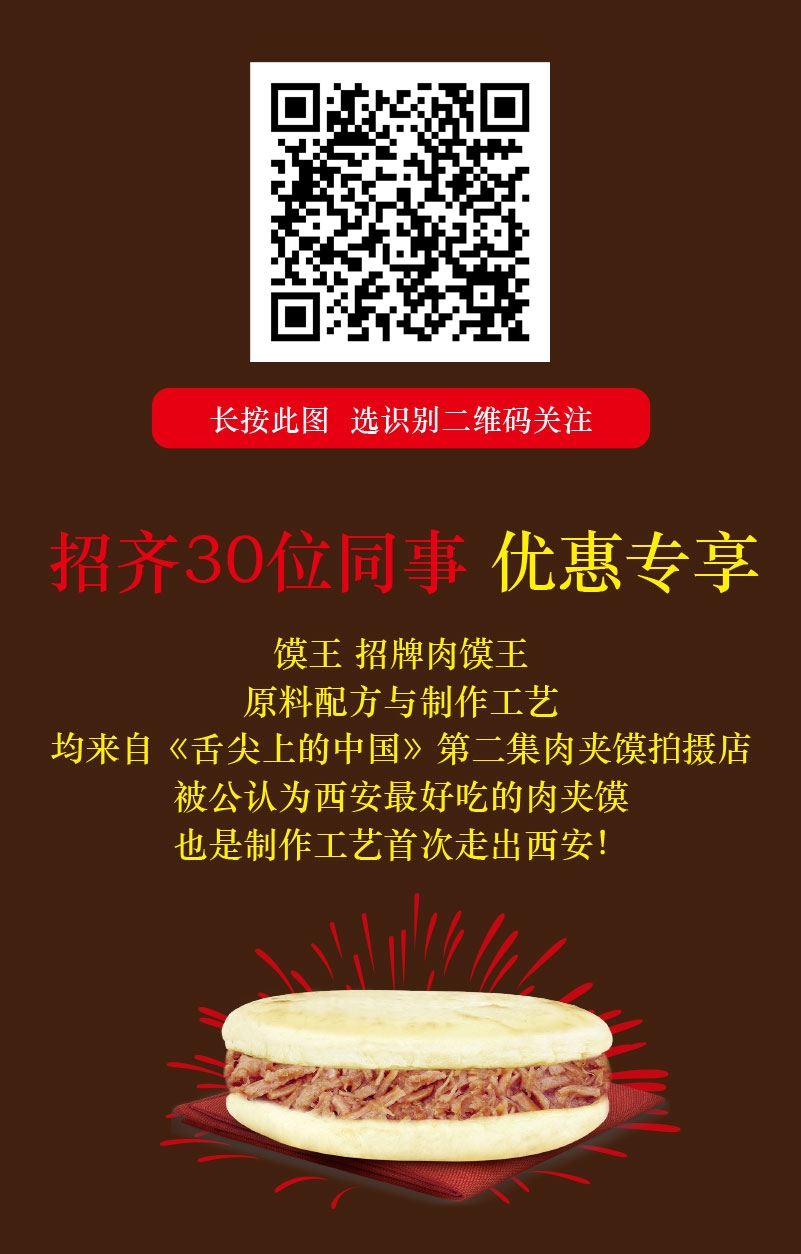 长按此图 选识别二维码关注
招齐30位同事 优惠专享
馍王 招牌肉馍王
原料配方与制作工艺
均来自《舌尖上的中国》第二集肉夹馍拍摄店
被公认为西安最好吃的肉夹馍
也是制作工艺首次走出西安!